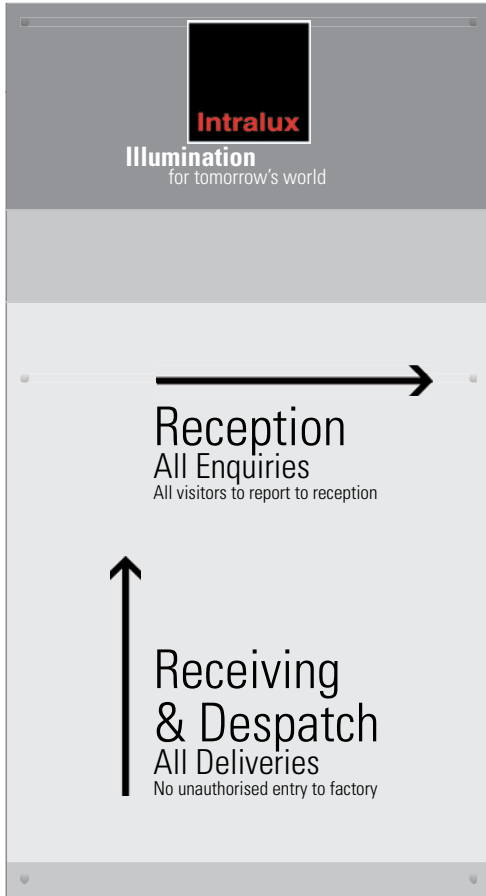 Intralux
Illumination
for tomorrow's world
Reception
All Enquiries
All visitors to report to reception
Receiving
& Despatch
All Deliveries
No unauthorised entry to factory